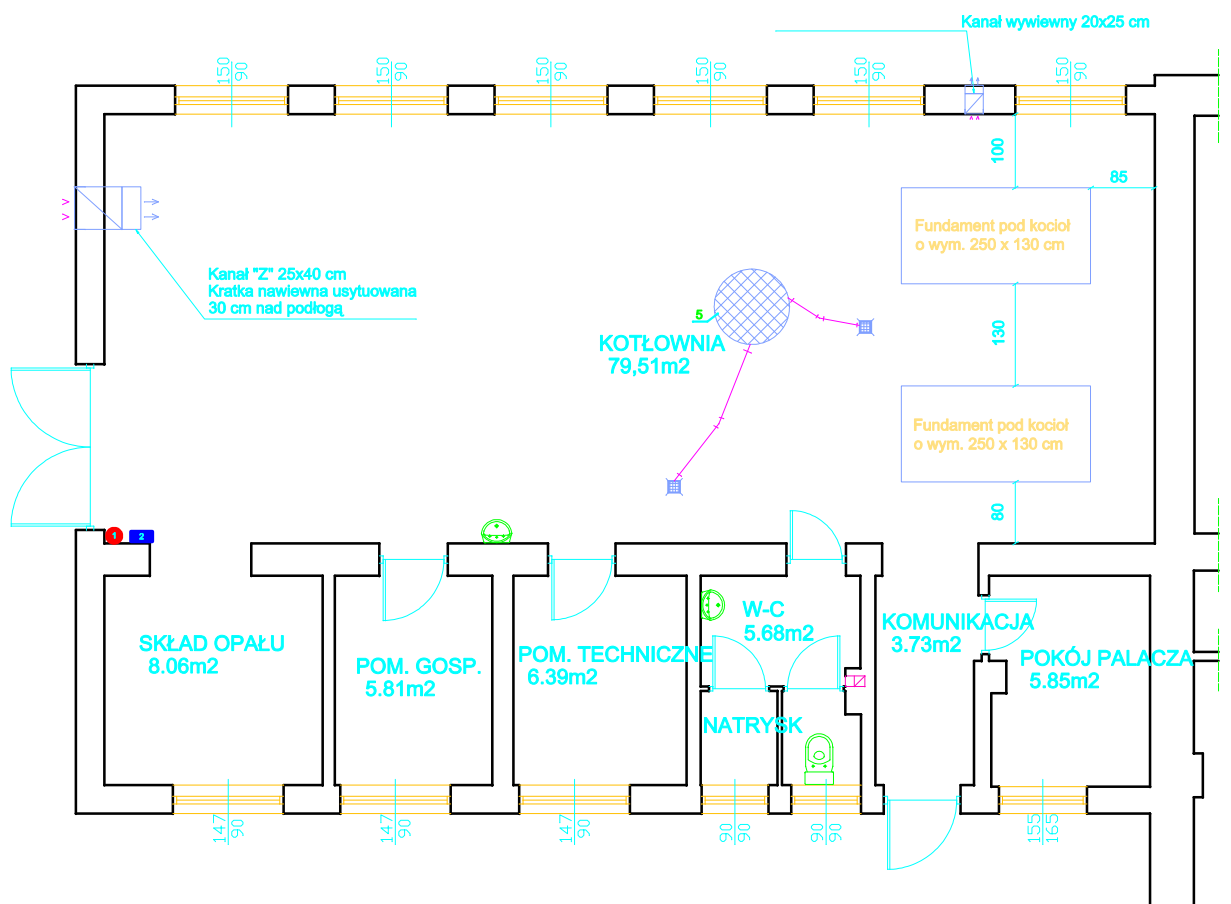 Kanał wywiewny 20x25 cm
150
90
150
90
150
90
150
90
150
90
150
90
100
85
Fundament pod kocioł
o wym. 250 x 130 cm
Kanał "Z" 25x40 cm
Kratka nawiewna usytuowana
30 cm nad podłogą
5
KOTŁOWNIA
79,51m2
130
Fundament pod kocioł
o wym. 250 x 130 cm
80
1
2
SKŁAD OPAŁU
8.06m2
POM. GOSP.
5.81m2
POM. TECHNICZNE
6.39m2
W-C
5.68m2
KOMUNIKACJA
3.73m2
POKÓJ PALACZA
5.85m2
NATRYSK
147
90
147
90
147
90
90
90
90
90
155
165